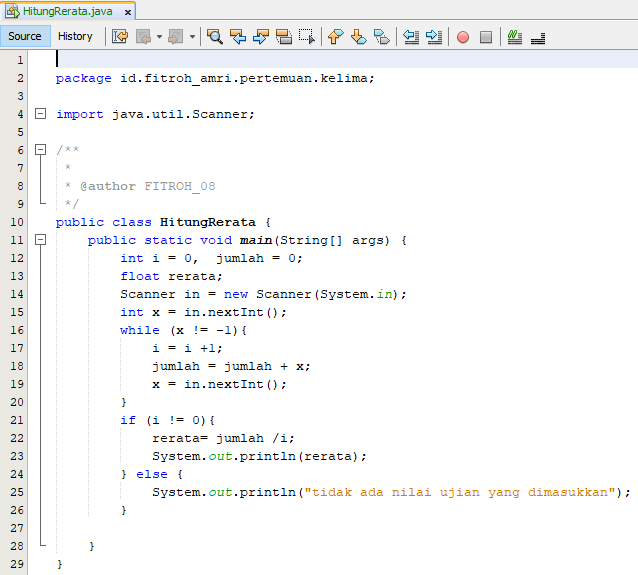 HitungRerata.java
Source History
1
2 package id.fitroh_amri.pertemuan.kelima;
3
4 import java.util.Scanner;
5
6 /**
7 *
8 * @author FITROH_08
9 */
10 public class HitungRerata {
11 public static void main(String[] args) {
12 int i = 0, jumlah = 0;
13 float rerata;
14 Scanner in = new Scanner(System.in);
15 int x = in.nextInt();
16 while (x != -1){
17 i = i +1;
18 jumlah = jumlah + x;
19 x = in.nextInt();
20 }
21 if (i != 0){
22 rerata= jumlah /i;
23 System.out.println(rerata);
24 } else {
25 System.out.println("tidak ada nilai ujian yang dimasukkan");
26 }
27
28 }
29 }